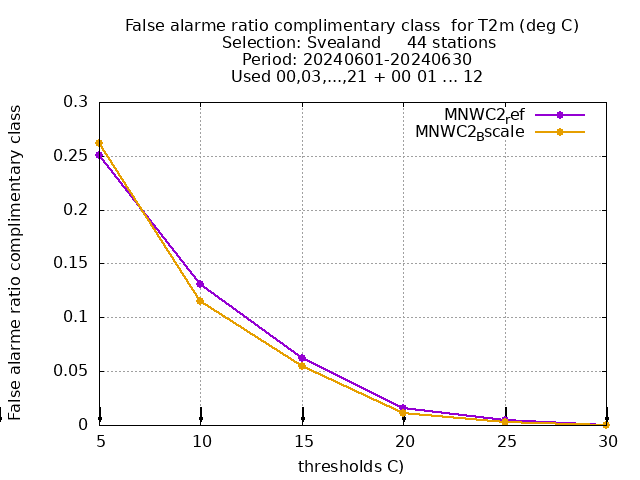 False alarme ratio complimentary class  for T2m (deg C)
Selection: Svealand     44 stations
Period: 20240601-20240630
Used 00,03,...,21 + 00 01 ... 12
False alarme ratio complimentary class
0.3
0.25
0.2
0.15
0.1
0.05
0
MNWC2ref
MNWC2Bscale
5
10
15
20
25
30
thresholds C)